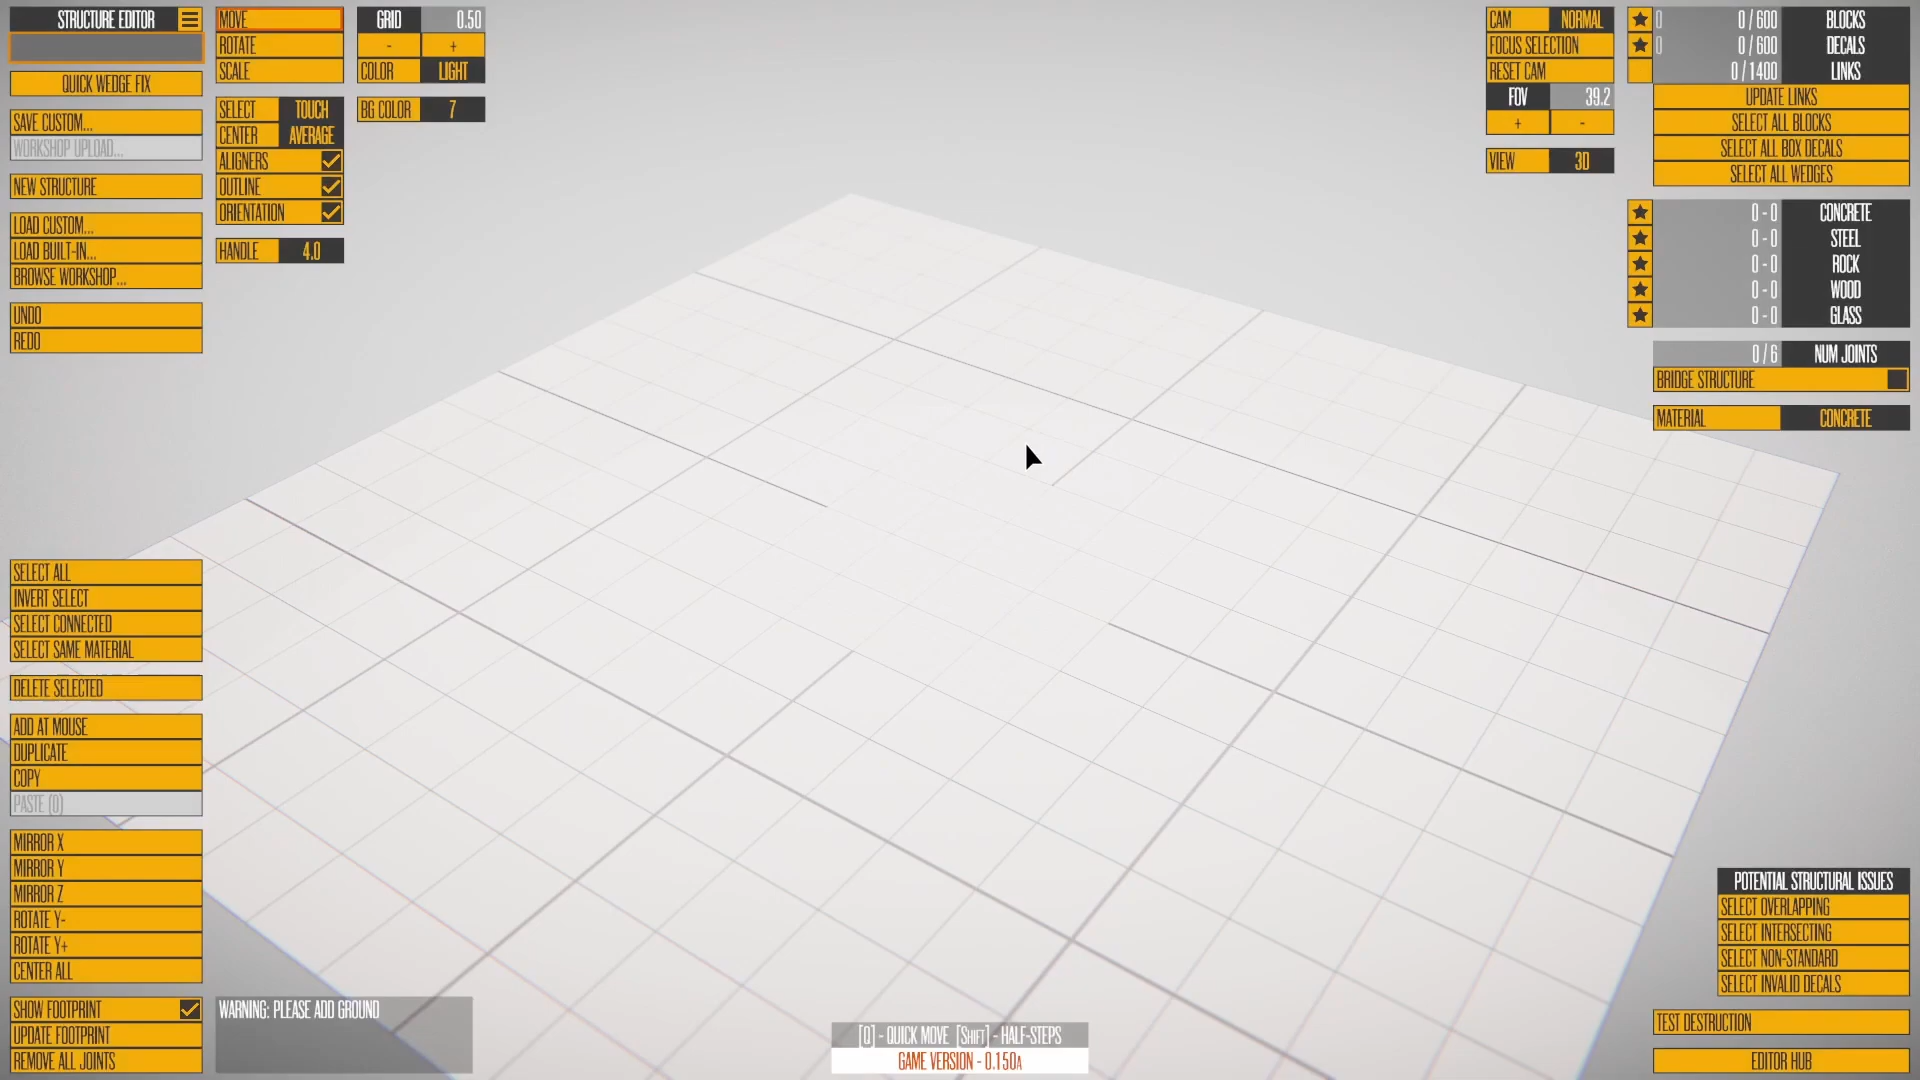 STRUCTURE EDITOR
QUICK WEDGE FIX
SAVE CUSTOM...
WORKSHOP UPLOAD...
NEW STRUCTURE
LOAD CUSTOM...
LOAD BUILT-IN...
BROWSE WORKSHOP...
UNDO
REDO
MOVE
ROTATE
SCALE
SELECT TOUCH
CENTER AVERAGE
ALIGNERS
OUTLINE
ORIENTATION
HANDLE 4.0
GRID 0.50
- +
COLOR LIGHT
BG COLOR 7
CAM NORMAL
FOCUS SELECTION
RESET CAM
FOV 39.2
+ -
VIEW 3D
0 0 / 600 BLOCKS
0 0 / 600 DECALS
0 / 1400 LINKS
UPDATE LINKS
SELECT ALL BLOCKS
SELECT ALL BOX DECALS
SELECT ALL WEDGES
0 - 0 CONCRETE
0 - 0 STEEL
0 - 0 ROCK
0 - 0 WOOD
0 - 0 GLASS
0 / 6 NUM JOINTS
BRIDGE STRUCTURE
MATERIAL CONCRETE
SELECT ALL
INVERT SELECT
SELECT CONNECTED
SELECT SAME MATERIAL
DELETE SELECTED
ADD AT MOUSE
DUPLICATE
COPY
PASTE (0)
MIRROR X
MIRROR Y
MIRROR Z
ROTATE Y-
ROTATE Y+
CENTER ALL
SHOW FOOTPRINT
UPDATE FOOTPRINT
REMOVE ALL JOINTS
WARNING: PLEASE ADD GROUND
[Q] - QUICK MOVE [SHIFT] - HALF-STEPS
GAME VERSION - 0.150A
POTENTIAL STRUCTURAL ISSUES
SELECT OVERLAPPING
SELECT INTERSECTING
SELECT NON-STANDARD
SELECT INVALID DECALS
TEST DESTRUCTION
EDITOR HUB